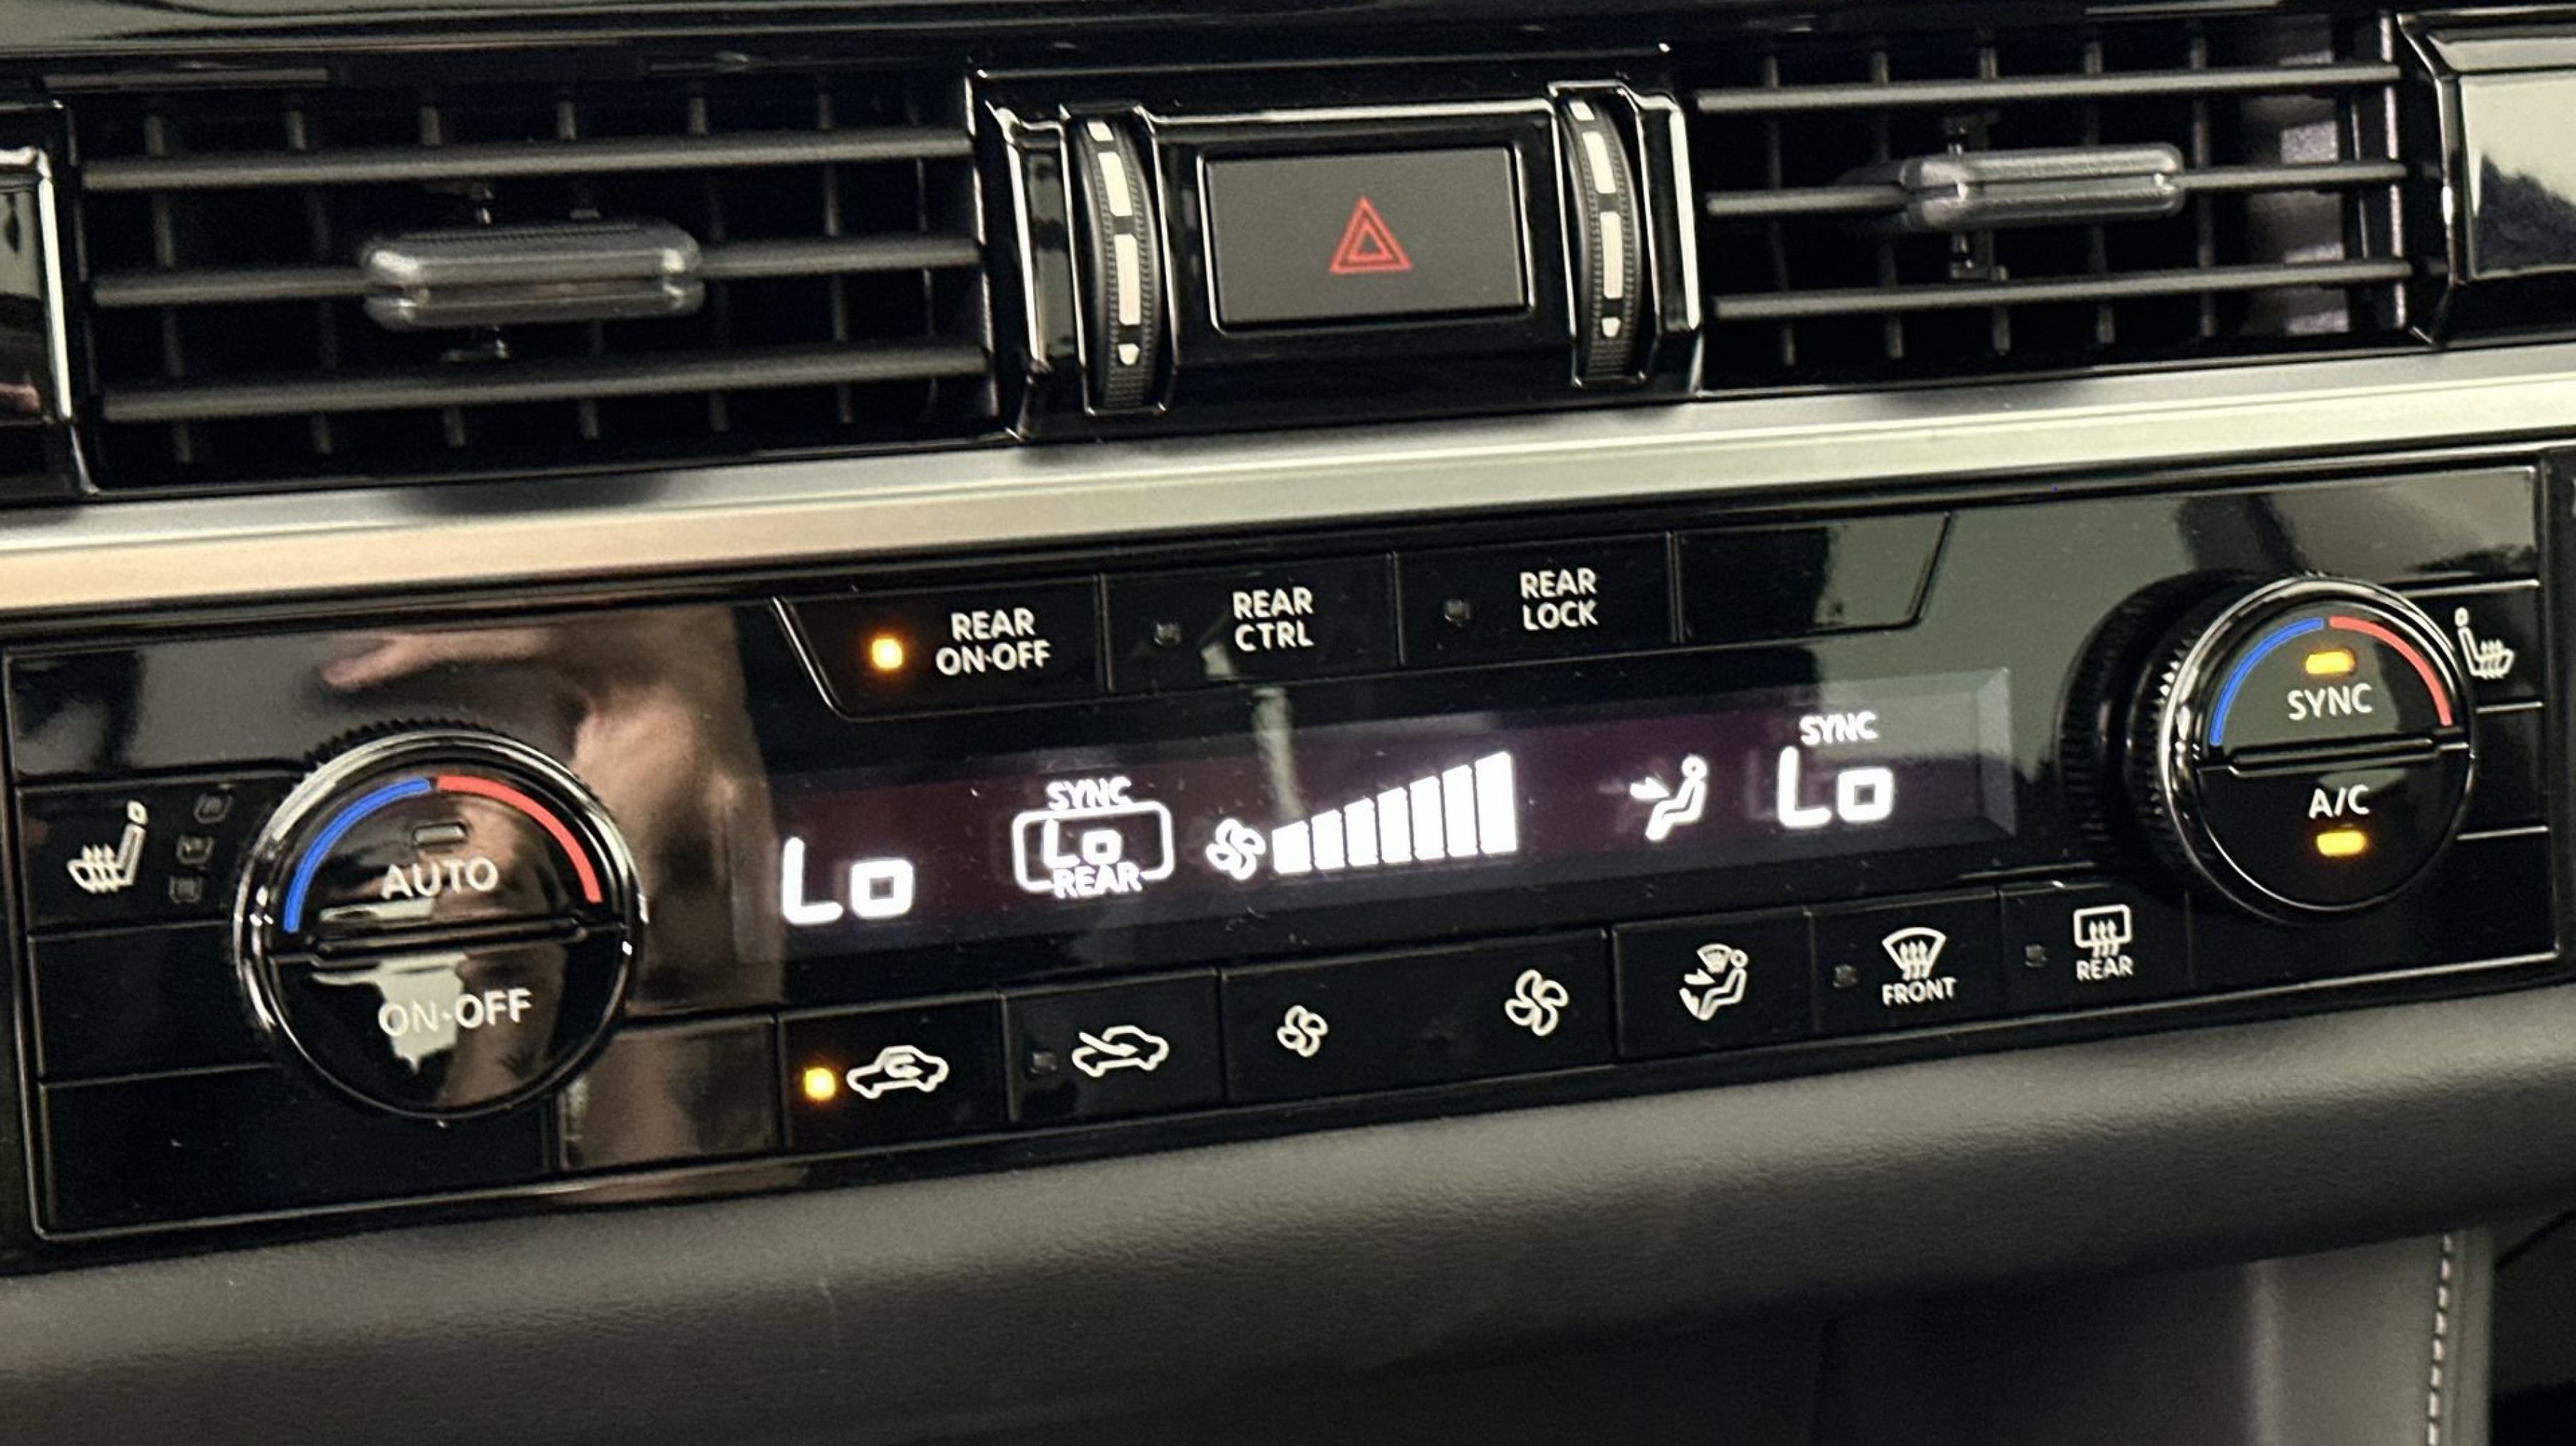 REAR
ON·OFF
REAR
CTRL
REAR
LOCK
SYNC
A/C
AUTO
ON·OFF
Lo
SYNC
Lo
REAR
SYNC
Lo
FRONT
REAR